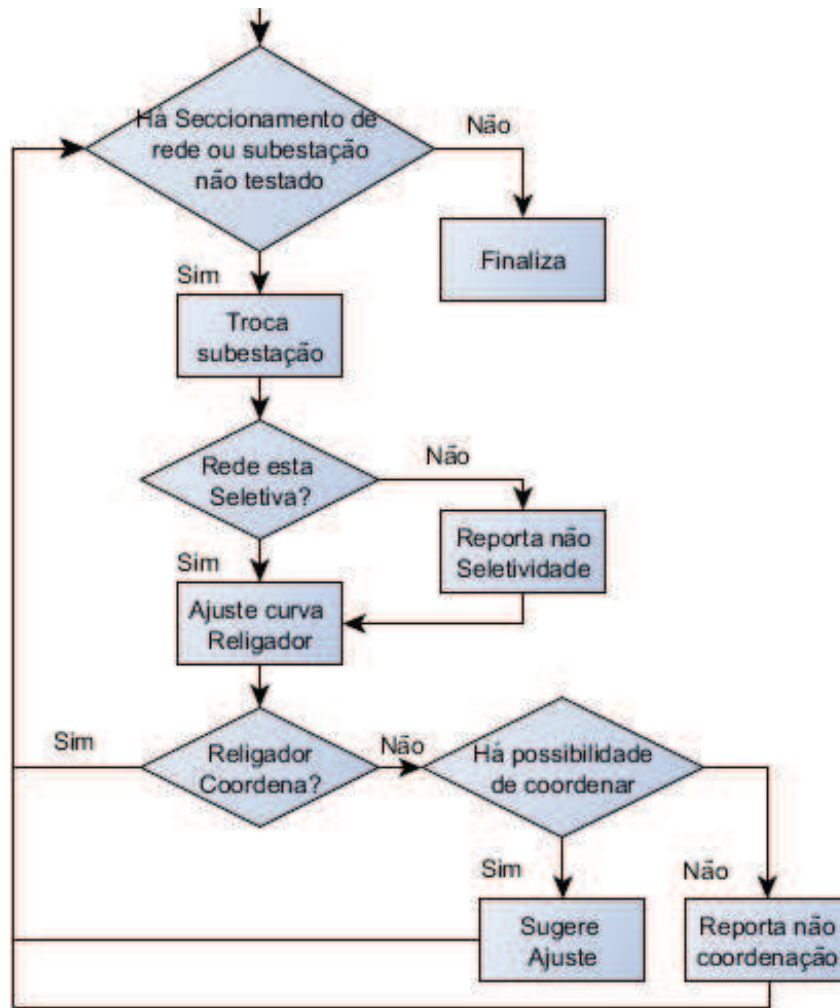 Há Seccionamento de
rede ou subestação
não testado
Não
Finaliza
Sim
Troca
subestação
Rede esta
Seletiva?
Não
Reporta não
Seletividade
Sim
Ajuste curva
Religador
Sim
Religador
Coordena?
Não
Há possibilidade
de coordenar
Sim
Não
Sugere
Ajuste
Reporta não
coordenação